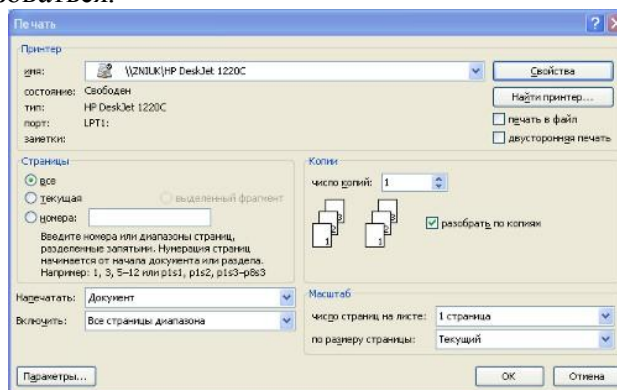 Печать
Принтер
имя: \\ZNIUK\HP DeskJet 1220C Свойства
состояние: Свободен Найти принтер...
тип: HP DeskJet 1220C
порт: LPT1: печать в файл
заметки: двусторонняя печать
Страницы
все
текущая выделенный фрагмент
номера:
Введите номера или диапазоны страниц,
разделенные запятыми. Нумерация страниц
начинается от начала документа или раздела.
Например: 1, 3, 5–12 или p1s1, p1s2, p1s3–p8s3
Копии
число копий: 1
разобрать по копиям
Напечатать: Документ
Включить: Все страницы диапазона
Масштаб
число страниц на листе: 1 страница
по размеру страницы: Текущий
Параметры... OK Отмена